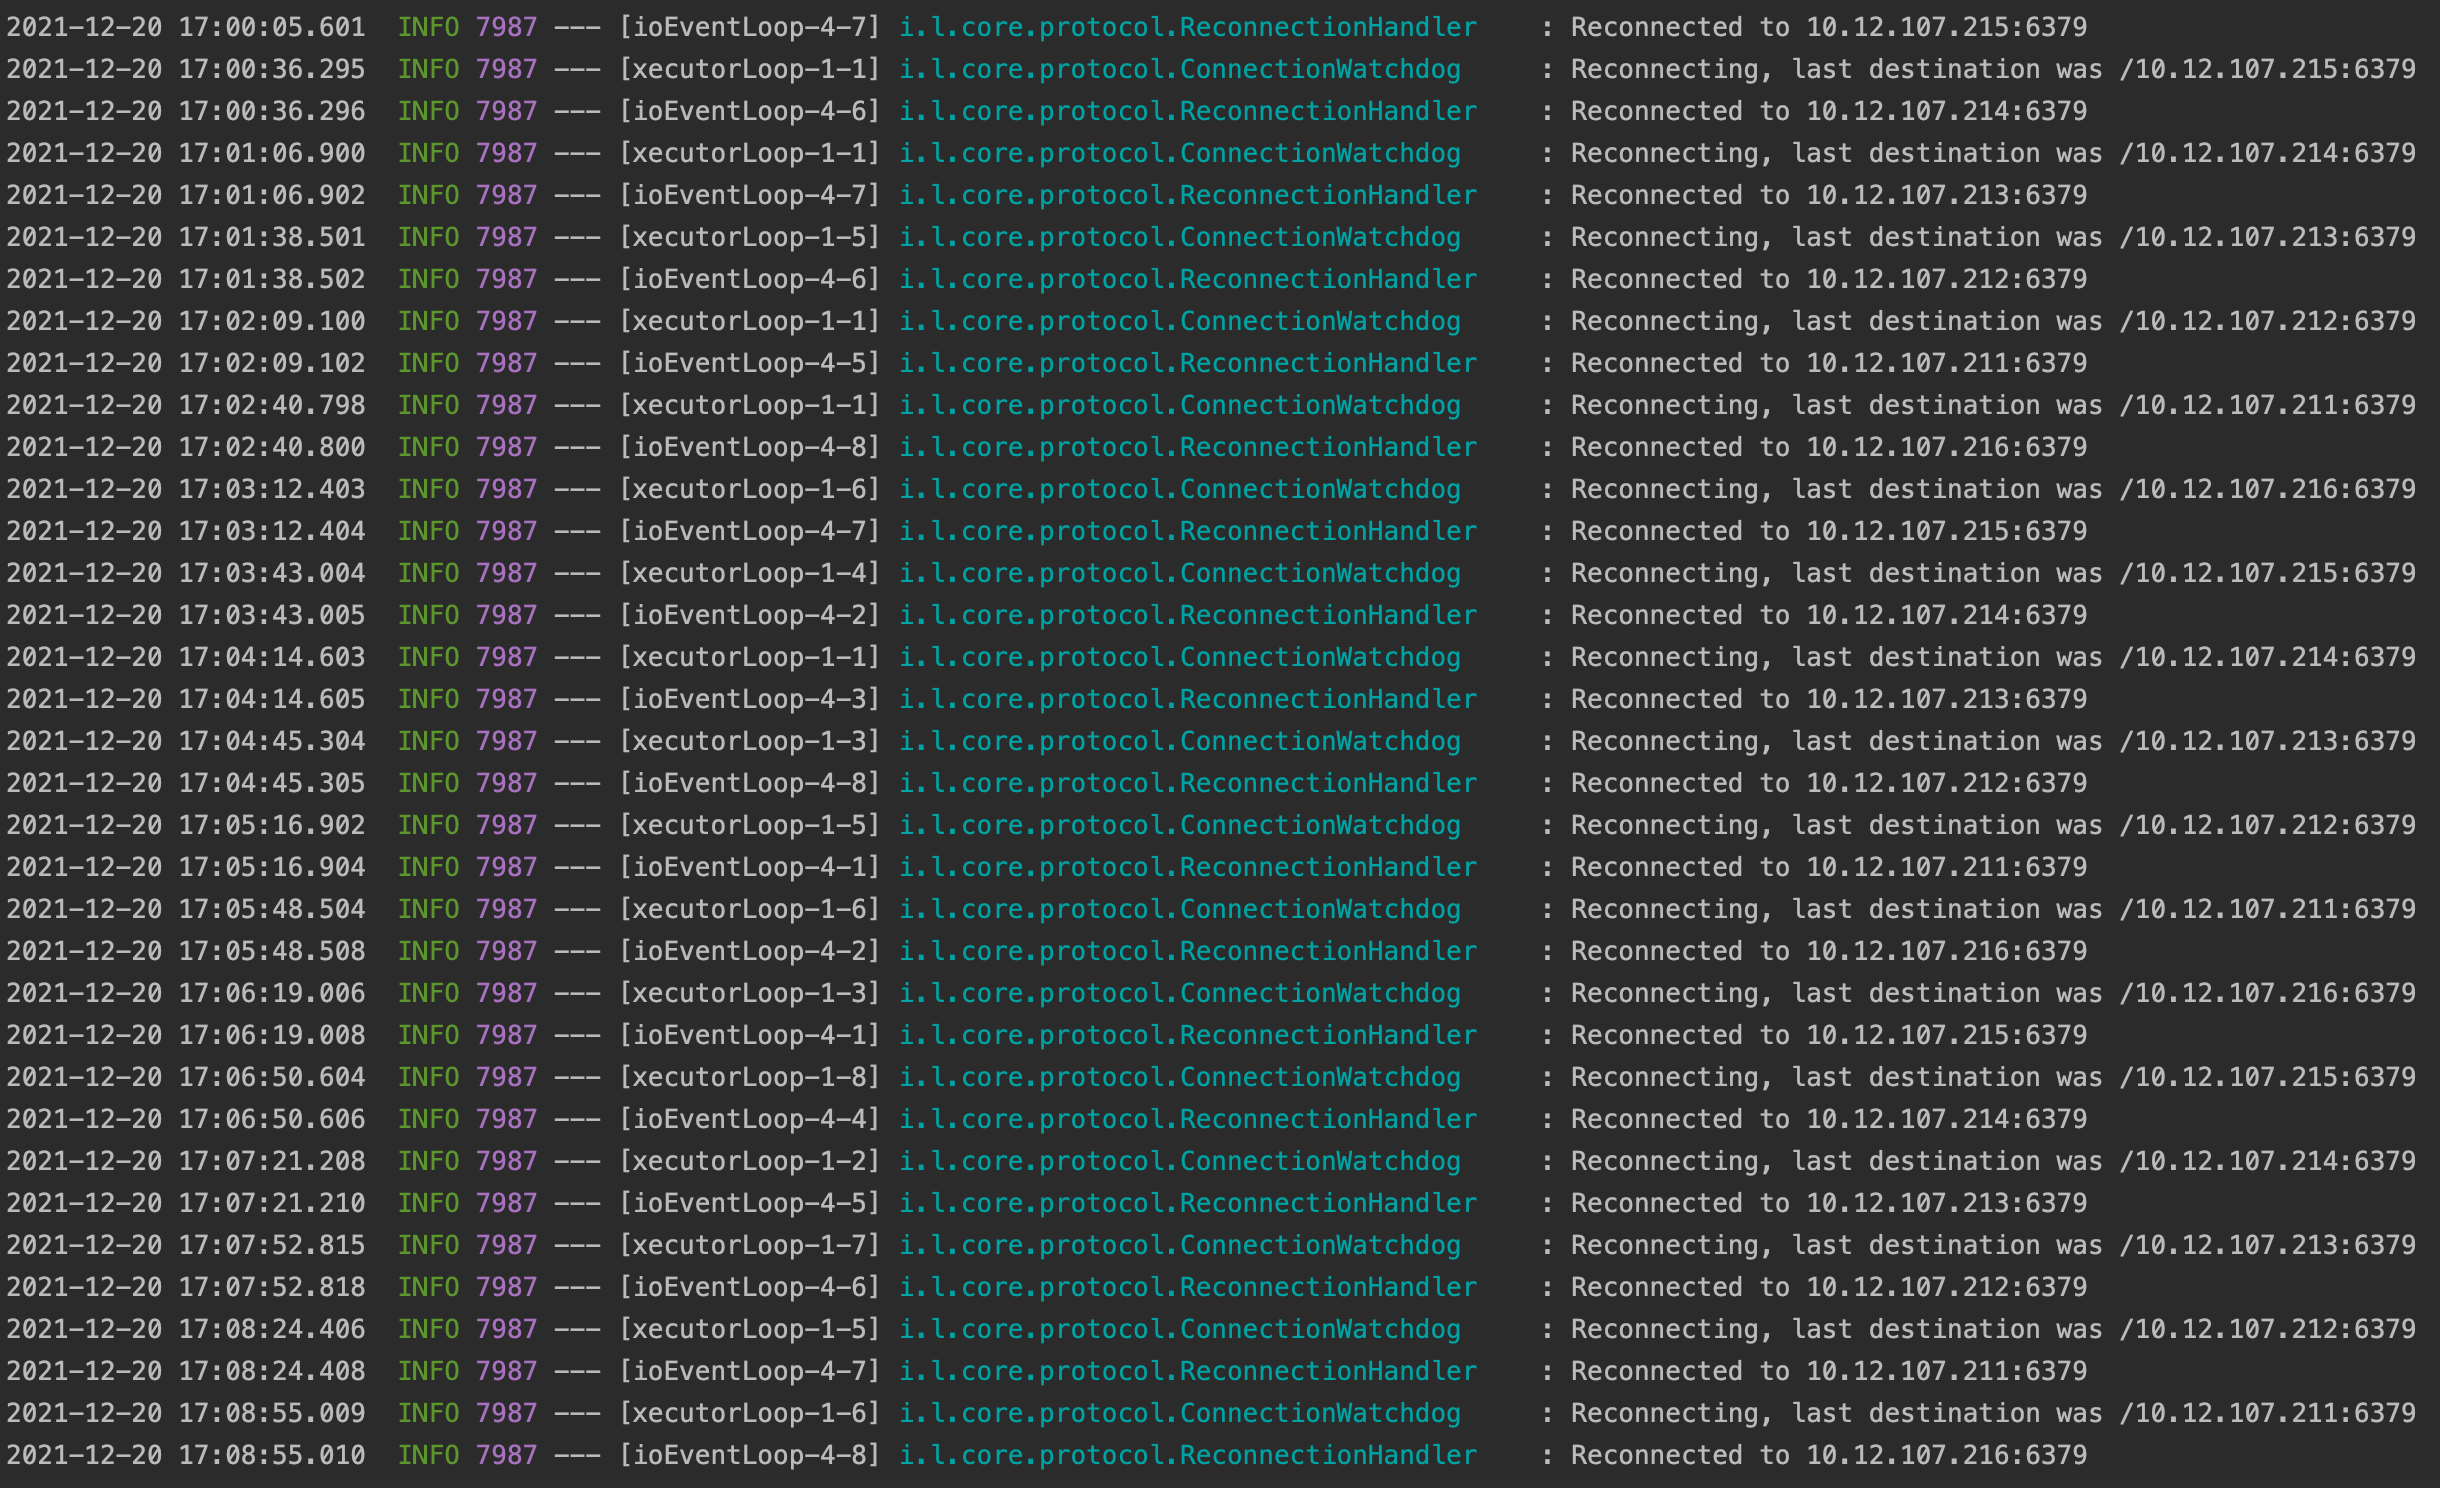 2021-12-20 17:00:05.601  INFO 7987 --- [ioEventLoop-4-7] i.l.core.protocol.ReconnectionHandler    : Reconnected to 10.12.107.215:6379
2021-12-20 17:00:36.295  INFO 7987 --- [xecutorLoop-1-1] i.l.core.protocol.ConnectionWatchdog     : Reconnecting, last destination was /10.12.107.215:6379
2021-12-20 17:00:36.296  INFO 7987 --- [ioEventLoop-4-6] i.l.core.protocol.ReconnectionHandler    : Reconnected to 10.12.107.214:6379
2021-12-20 17:01:06.900  INFO 7987 --- [xecutorLoop-1-1] i.l.core.protocol.ConnectionWatchdog     : Reconnecting, last destination was /10.12.107.214:6379
2021-12-20 17:01:06.902  INFO 7987 --- [ioEventLoop-4-7] i.l.core.protocol.ReconnectionHandler    : Reconnected to 10.12.107.213:6379
2021-12-20 17:01:38.501  INFO 7987 --- [xecutorLoop-1-5] i.l.core.protocol.ConnectionWatchdog     : Reconnecting, last destination was /10.12.107.213:6379
2021-12-20 17:01:38.502  INFO 7987 --- [ioEventLoop-4-6] i.l.core.protocol.ReconnectionHandler    : Reconnected to 10.12.107.212:6379
2021-12-20 17:02:09.100  INFO 7987 --- [xecutorLoop-1-1] i.l.core.protocol.ConnectionWatchdog     : Reconnecting, last destination was /10.12.107.212:6379
2021-12-20 17:02:09.102  INFO 7987 --- [ioEventLoop-4-5] i.l.core.protocol.ReconnectionHandler    : Reconnected to 10.12.107.211:6379
2021-12-20 17:02:40.798  INFO 7987 --- [xecutorLoop-1-1] i.l.core.protocol.ConnectionWatchdog     : Reconnecting, last destination was /10.12.107.211:6379
2021-12-20 17:02:40.800  INFO 7987 --- [ioEventLoop-4-8] i.l.core.protocol.ReconnectionHandler    : Reconnected to 10.12.107.216:6379
2021-12-20 17:03:12.403  INFO 7987 --- [xecutorLoop-1-6] i.l.core.protocol.ConnectionWatchdog     : Reconnecting, last destination was /10.12.107.216:6379
2021-12-20 17:03:12.404  INFO 7987 --- [ioEventLoop-4-7] i.l.core.protocol.ReconnectionHandler    : Reconnected to 10.12.107.215:6379
2021-12-20 17:03:43.004  INFO 7987 --- [xecutorLoop-1-4] i.l.core.protocol.ConnectionWatchdog     : Reconnecting, last destination was /10.12.107.215:6379
2021-12-20 17:03:43.005  INFO 7987 --- [ioEventLoop-4-2] i.l.core.protocol.ReconnectionHandler    : Reconnected to 10.12.107.214:6379
2021-12-20 17:04:14.603  INFO 7987 --- [xecutorLoop-1-1] i.l.core.protocol.ConnectionWatchdog     : Reconnecting, last destination was /10.12.107.214:6379
2021-12-20 17:04:14.605  INFO 7987 --- [ioEventLoop-4-3] i.l.core.protocol.ReconnectionHandler    : Reconnected to 10.12.107.213:6379
2021-12-20 17:04:45.304  INFO 7987 --- [xecutorLoop-1-3] i.l.core.protocol.ConnectionWatchdog     : Reconnecting, last destination was /10.12.107.213:6379
2021-12-20 17:04:45.305  INFO 7987 --- [ioEventLoop-4-8] i.l.core.protocol.ReconnectionHandler    : Reconnected to 10.12.107.212:6379
2021-12-20 17:05:16.902  INFO 7987 --- [xecutorLoop-1-5] i.l.core.protocol.ConnectionWatchdog     : Reconnecting, last destination was /10.12.107.212:6379
2021-12-20 17:05:16.904  INFO 7987 --- [ioEventLoop-4-1] i.l.core.protocol.ReconnectionHandler    : Reconnected to 10.12.107.211:6379
2021-12-20 17:05:48.504  INFO 7987 --- [xecutorLoop-1-6] i.l.core.protocol.ConnectionWatchdog     : Reconnecting, last destination was /10.12.107.211:6379
2021-12-20 17:05:48.508  INFO 7987 --- [ioEventLoop-4-2] i.l.core.protocol.ReconnectionHandler    : Reconnected to 10.12.107.216:6379
2021-12-20 17:06:19.006  INFO 7987 --- [xecutorLoop-1-3] i.l.core.protocol.ConnectionWatchdog     : Reconnecting, last destination was /10.12.107.216:6379
2021-12-20 17:06:19.008  INFO 7987 --- [ioEventLoop-4-1] i.l.core.protocol.ReconnectionHandler    : Reconnected to 10.12.107.215:6379
2021-12-20 17:06:50.604  INFO 7987 --- [xecutorLoop-1-8] i.l.core.protocol.ConnectionWatchdog     : Reconnecting, last destination was /10.12.107.215:6379
2021-12-20 17:06:50.606  INFO 7987 --- [ioEventLoop-4-4] i.l.core.protocol.ReconnectionHandler    : Reconnected to 10.12.107.214:6379
2021-12-20 17:07:21.208  INFO 7987 --- [xecutorLoop-1-2] i.l.core.protocol.ConnectionWatchdog     : Reconnecting, last destination was /10.12.107.214:6379
2021-12-20 17:07:21.210  INFO 7987 --- [ioEventLoop-4-5] i.l.core.protocol.ReconnectionHandler    : Reconnected to 10.12.107.213:6379
2021-12-20 17:07:52.815  INFO 7987 --- [xecutorLoop-1-7] i.l.core.protocol.ConnectionWatchdog     : Reconnecting, last destination was /10.12.107.213:6379
2021-12-20 17:07:52.818  INFO 7987 --- [ioEventLoop-4-6] i.l.core.protocol.ReconnectionHandler    : Reconnected to 10.12.107.212:6379
2021-12-20 17:08:24.406  INFO 7987 --- [xecutorLoop-1-5] i.l.core.protocol.ConnectionWatchdog     : Reconnecting, last destination was /10.12.107.212:6379
2021-12-20 17:08:24.408  INFO 7987 --- [ioEventLoop-4-7] i.l.core.protocol.ReconnectionHandler    : Reconnected to 10.12.107.211:6379
2021-12-20 17:08:55.009  INFO 7987 --- [xecutorLoop-1-6] i.l.core.protocol.ConnectionWatchdog     : Reconnecting, last destination was /10.12.107.211:6379
2021-12-20 17:08:55.010  INFO 7987 --- [ioEventLoop-4-8] i.l.core.protocol.ReconnectionHandler    : Reconnected to 10.12.107.216:6379